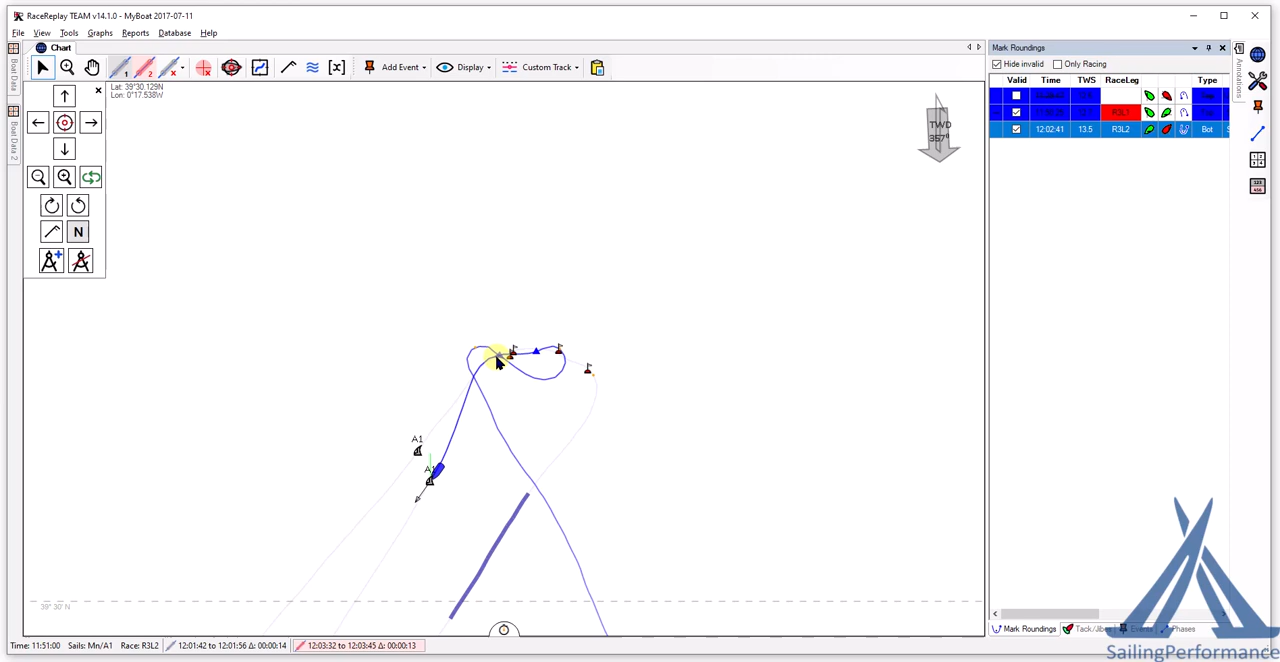 RaceReplay TEAM v14.1.0 - MyBoat 2017-07-11
File View Tools Graphs Reports Database Help
Chart
1 2 x Add Event Display Custom Track
Lat: 39°30.129N
Lon: 0°17.538W
N
TWD
357°
A1
A1
39° 30' N
Boat Data
Boat Data 2
Mark Roundings
Hide invalid Only Racing
Valid Time TWS RaceLeg Type
R3L1
12:02:41 13.5 R3L2 Bot
Annotations
Mark Roundings Tack/Jibes Events Phases
Time: 11:51:00 Sails: Mn/A1 Race: R3L2 12:01:42 to 12:01:56 Δ: 00:00:14 12:03:32 to 12:03:45 Δ: 00:00:13
SailingPerformance